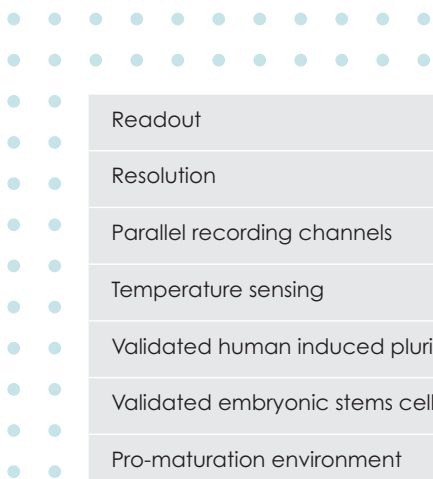 Readout
Resolution
Parallel recording channels
Temperature sensing
Validated human induced pluri
Validated embryonic stems cell
Pro-maturation environment